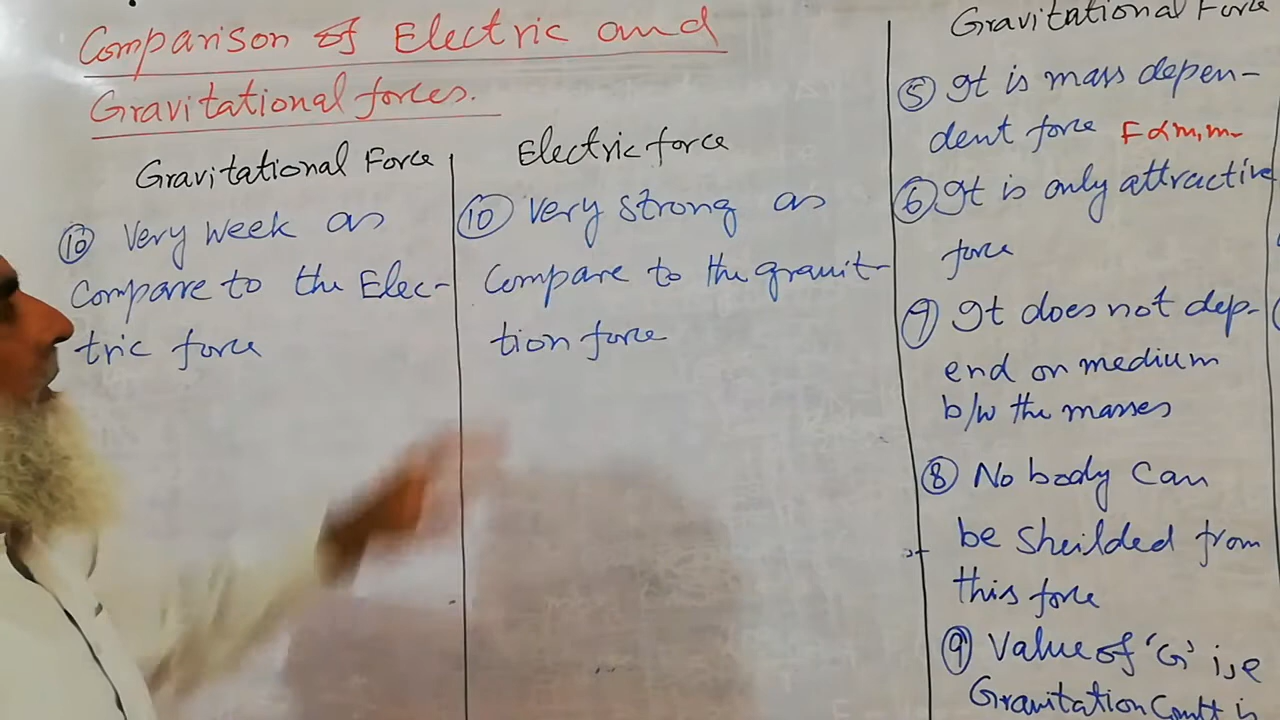 Comparison of Electric and
Gravitational forces.
Gravitational Force
⑩ Very week as
Compare to the Elec-
tric force
Electric force
⑩ Very strong as
Compare to the gravit-
tion force
Gravitational Force
⑤ It is mass depen-
dent force F∝m₁m₂
⑥ It is only attractive
force
⑦ It does not dep-
end on medium
b/w the masses
⑧ No body can
be sheilded from
this force
⑨ Value of 'G' i,e
Gravitation Constt is